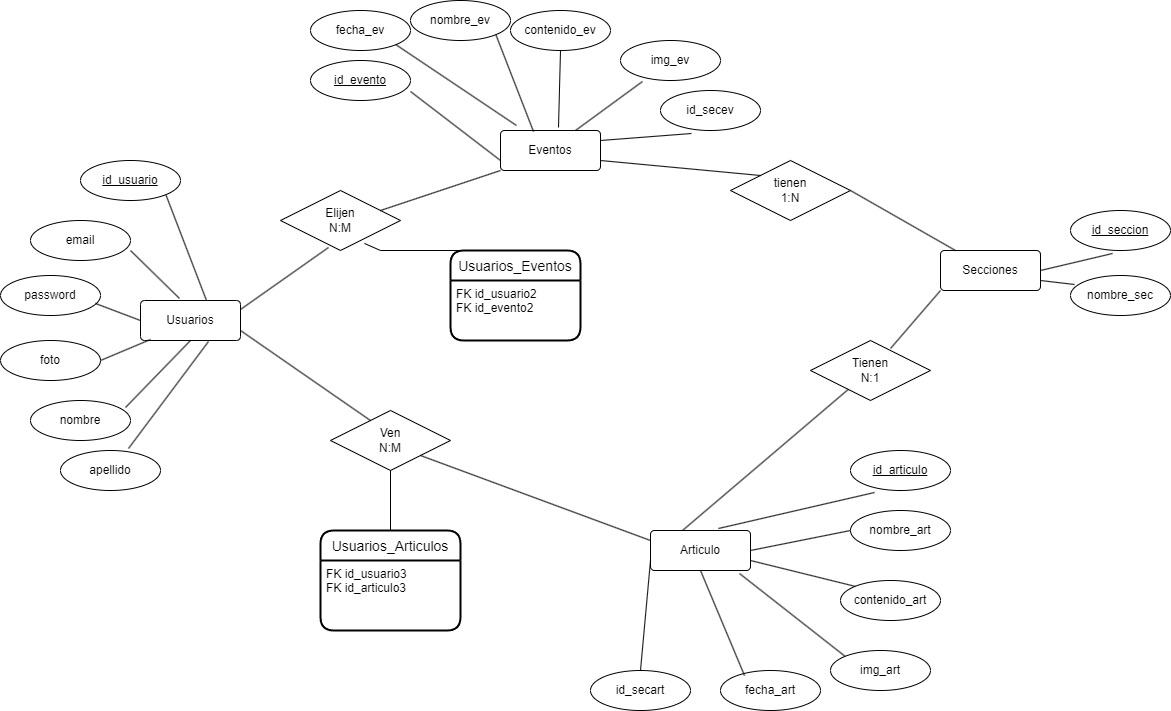 nombre_ev
fecha_ev
contenido_ev
img_ev
id_evento
id_secev
Eventos
id_usuario
tienen
1:N
Elijen
N:M
id_seccion
email
Usuarios_Eventos
Secciones
password
FK id_usuario2
FK id_evento2
nombre_sec
Usuarios
foto
Tienen
N:1
nombre
Ven
N:M
apellido
id_articulo
nombre_art
Usuarios_Articulos
Articulo
FK id_usuario3
FK id_articulo3
contenido_art
img_art
id_secart
fecha_art